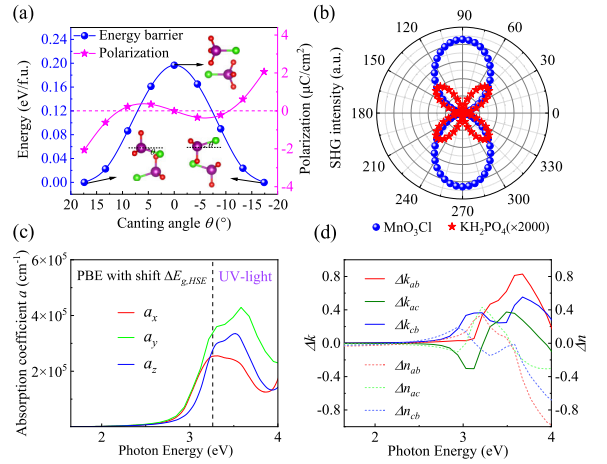 (a)
Energy barrier
Polarization
Energy (eV/f.u.)
0.24
0.20
0.16
0.12
0.08
0.04
0.00
20 15 10 5 0 -5 -10 -15 -20
Canting angle θ (°)
2
1
0
-1
-2
-3
-4
Polarization (μC/cm²)
(b)
SHG intensity (a.u.)
90
120 60
150 30
180 0
210 330
240 300
270
MnO₃Cl KH₂PO₄(×2000)
(c)
Absorption coefficient a (cm⁻¹)
6×10⁵
4×10⁵
2×10⁵
PBE with shift ΔE_g,HSE UV-light
a_x
a_y
a_z
2 3 4
Photon Energy (eV)
(d)
Δk
0.8
0.4
0.0
-0.4
-0.8
Δk_ab
Δk_ac
Δk_cb
Δn_ab
Δn_ac
Δn_cb
0.8
0.4
0.0
-0.4
-0.8
Δn
2 3 4
Photon Energy (eV)